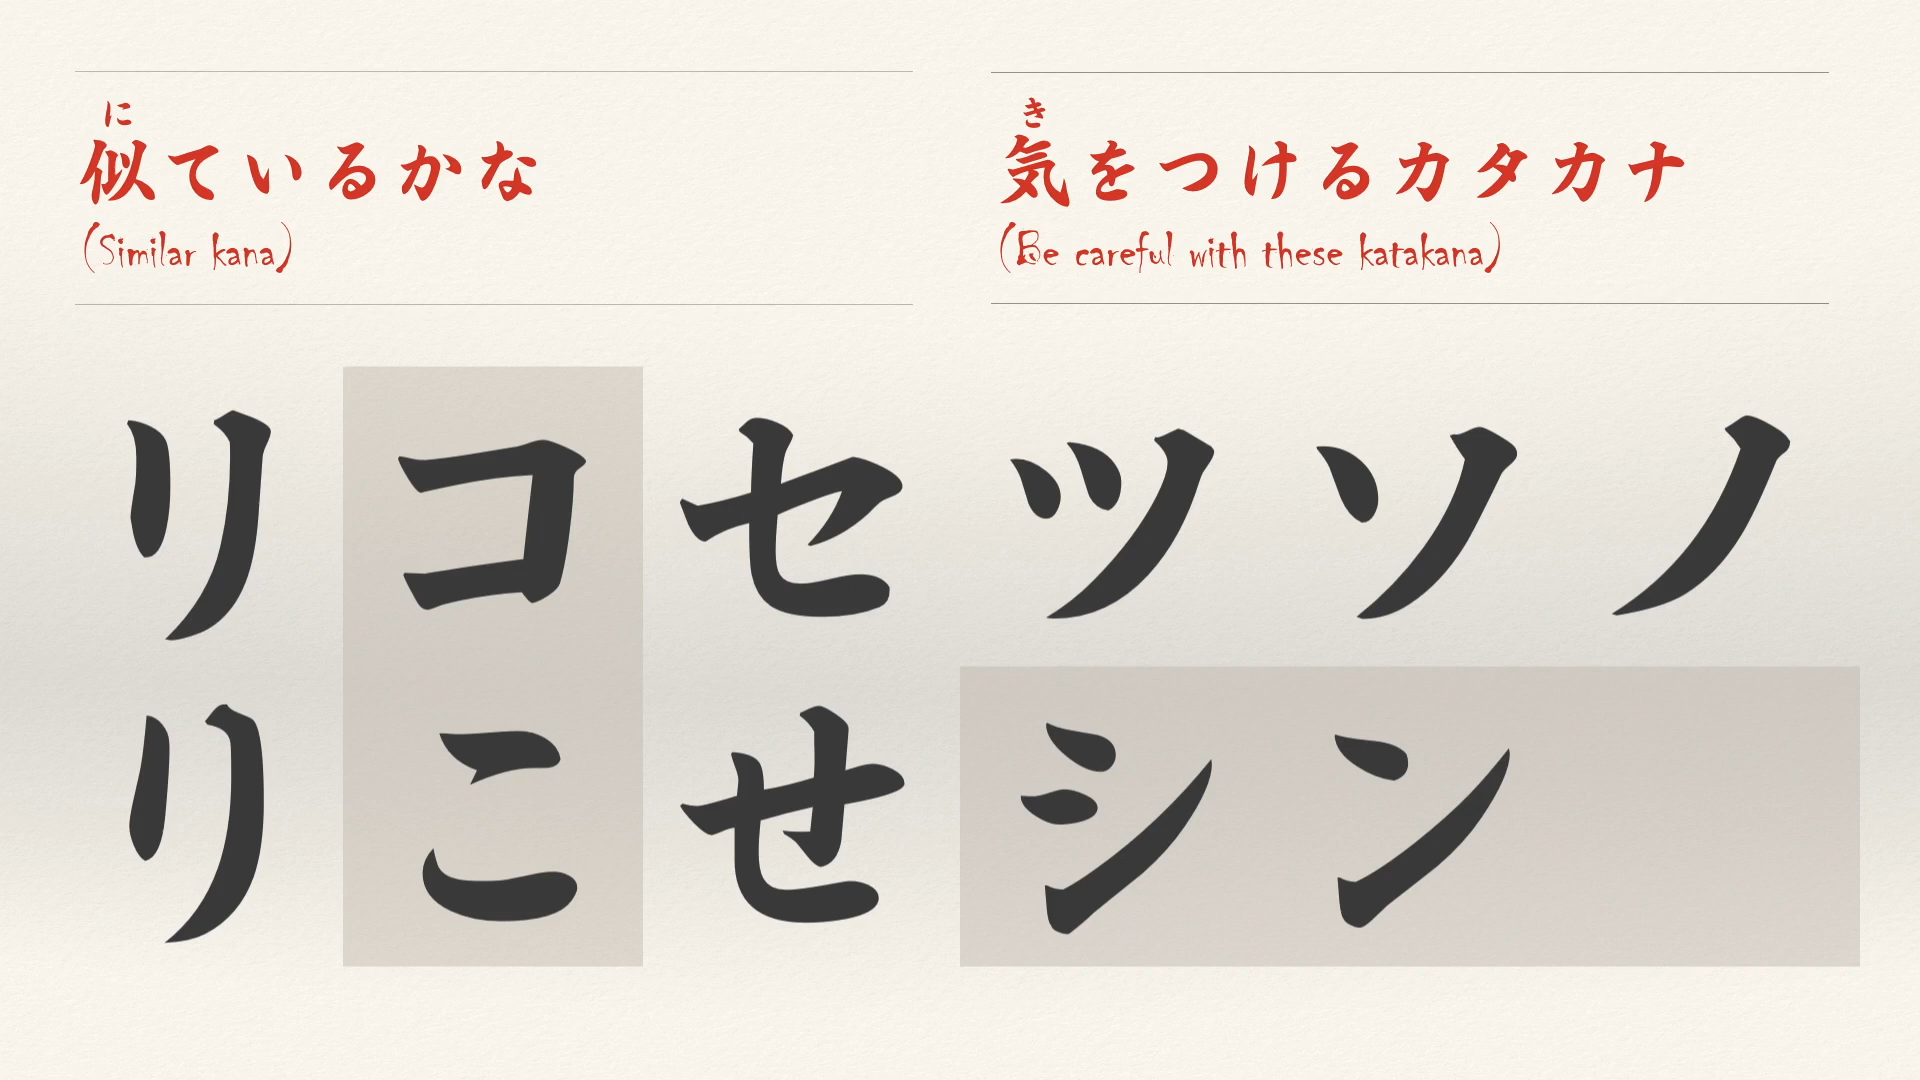 に
似ているかな
(Similar kana)
リ コ セ
り こ せ
き
気をつけるカタカナ
(Be careful with these katakana)
ツ ソ ノ
シ ン